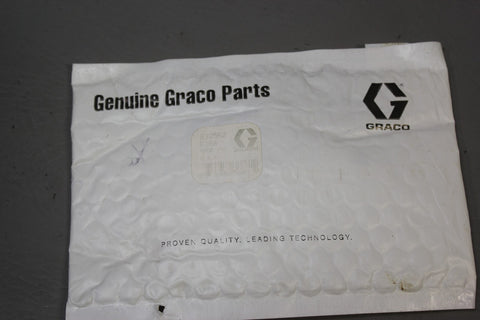 Genuine Graco Parts
GRACO
PROVEN QUALITY. LEADING TECHNOLOGY.